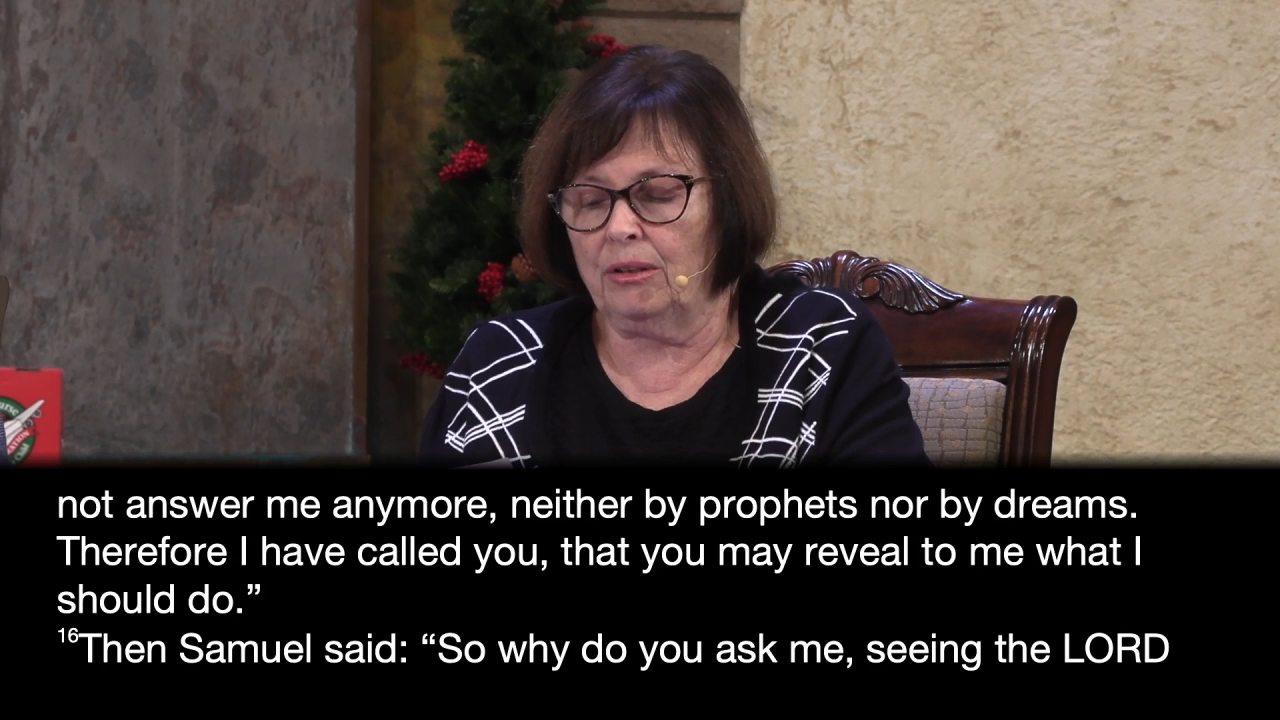 not answer me anymore, neither by prophets nor by dreams.
Therefore I have called you, that you may reveal to me what I
should do.”
16Then Samuel said: “So why do you ask me, seeing the LORD